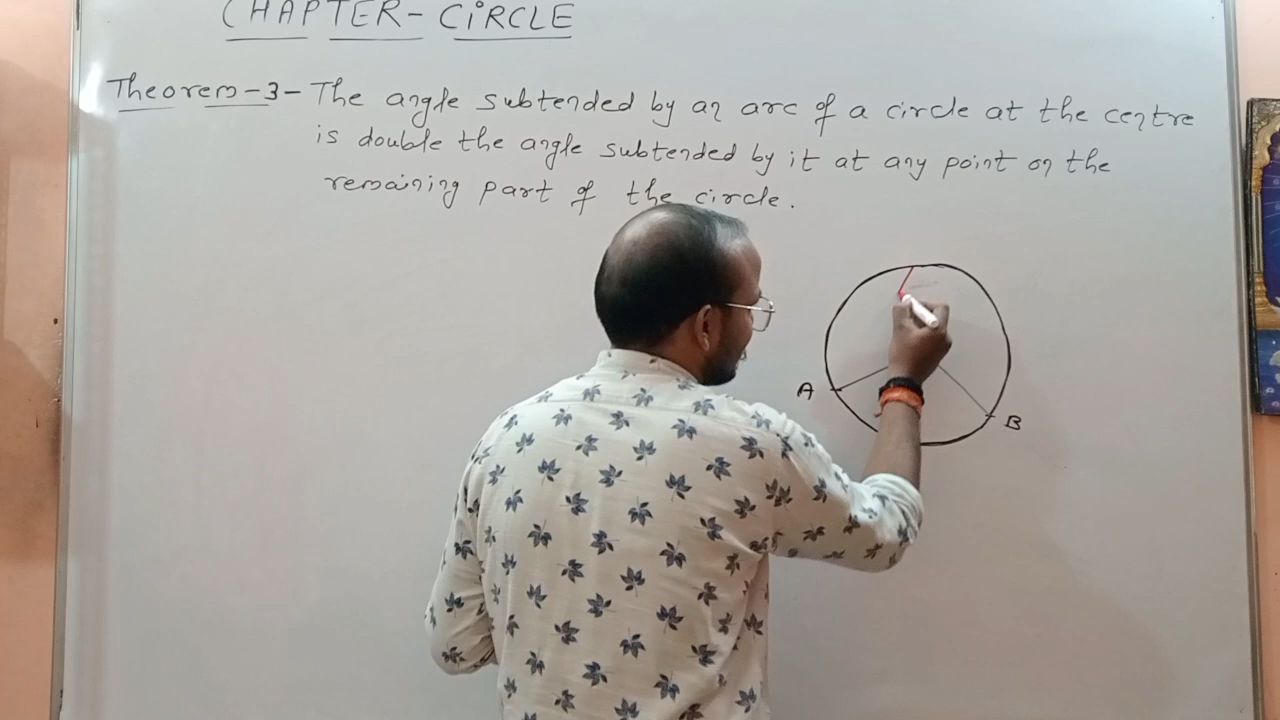 CHAPTER- CIRCLE
Theorem-3- The angle subtended by an arc of a circle at the centre
is double the angle subtended by it at any point on the
remaining part of the circle.
A
B